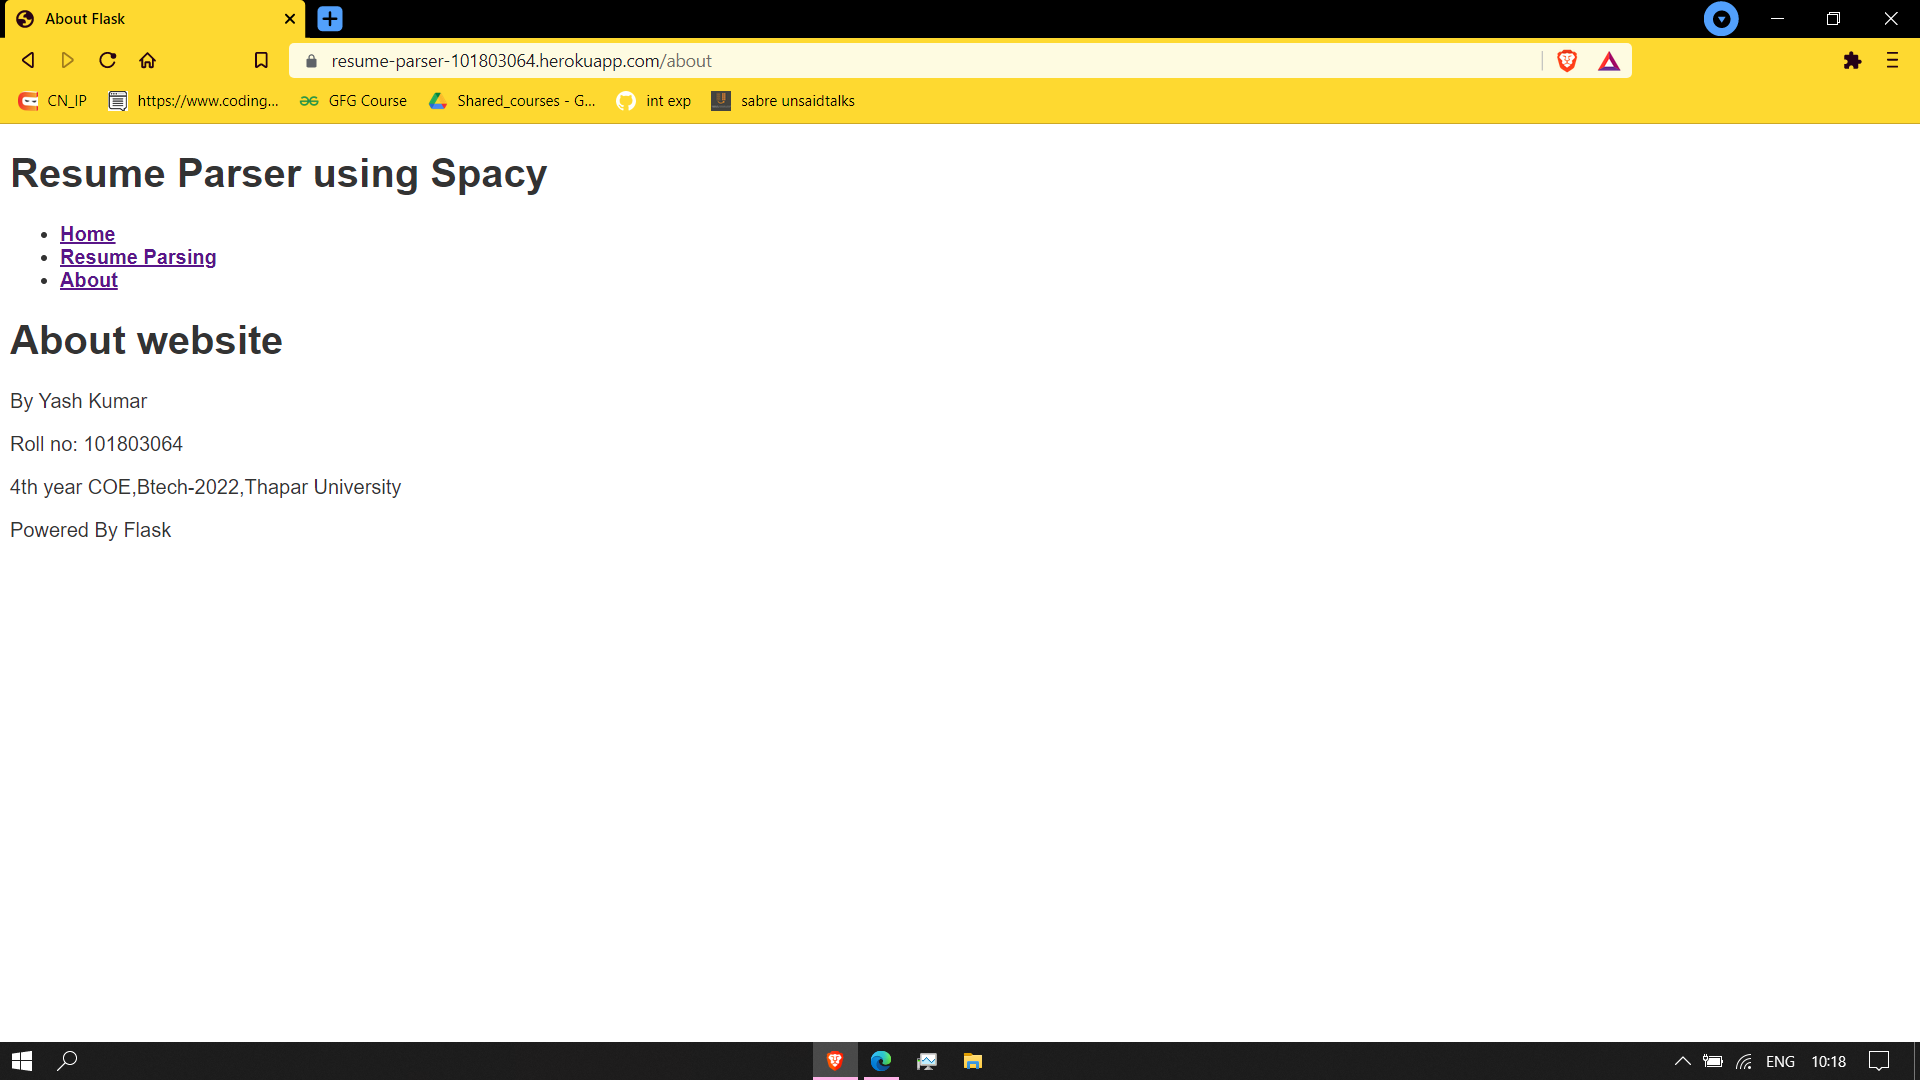 About Flask
resume-parser-101803064.herokuapp.com/about
CN_IP https://www.coding... GFG Course Shared_courses - G... int exp sabre unsaidtalks
Resume Parser using Spacy
Home
Resume Parsing
About
About website
By Yash Kumar
Roll no: 101803064
4th year COE,Btech-2022,Thapar University
Powered By Flask
ENG 10:18